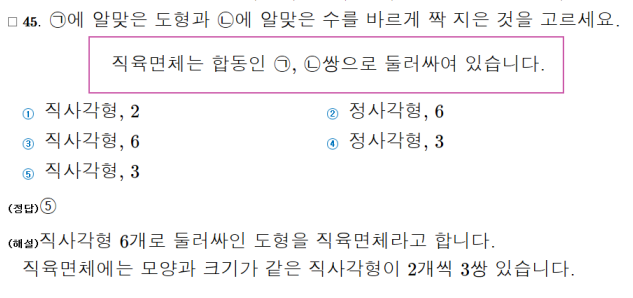 □ 45. ㉠에 알맞은 도형과 ㉡에 알맞은 수를 바르게 짝 지은 것을 고르세요.
직육면체는 합동인 ㉠, ㉡쌍으로 둘러싸여 있습니다.
① 직사각형, 2 ② 정사각형, 6
③ 직사각형, 6 ④ 정사각형, 3
⑤ 직사각형, 3
(정답)⑤
(해설)직사각형 6개로 둘러싸인 도형을 직육면체라고 합니다.
직육면체에는 모양과 크기가 같은 직사각형이 2개씩 3쌍 있습니다.